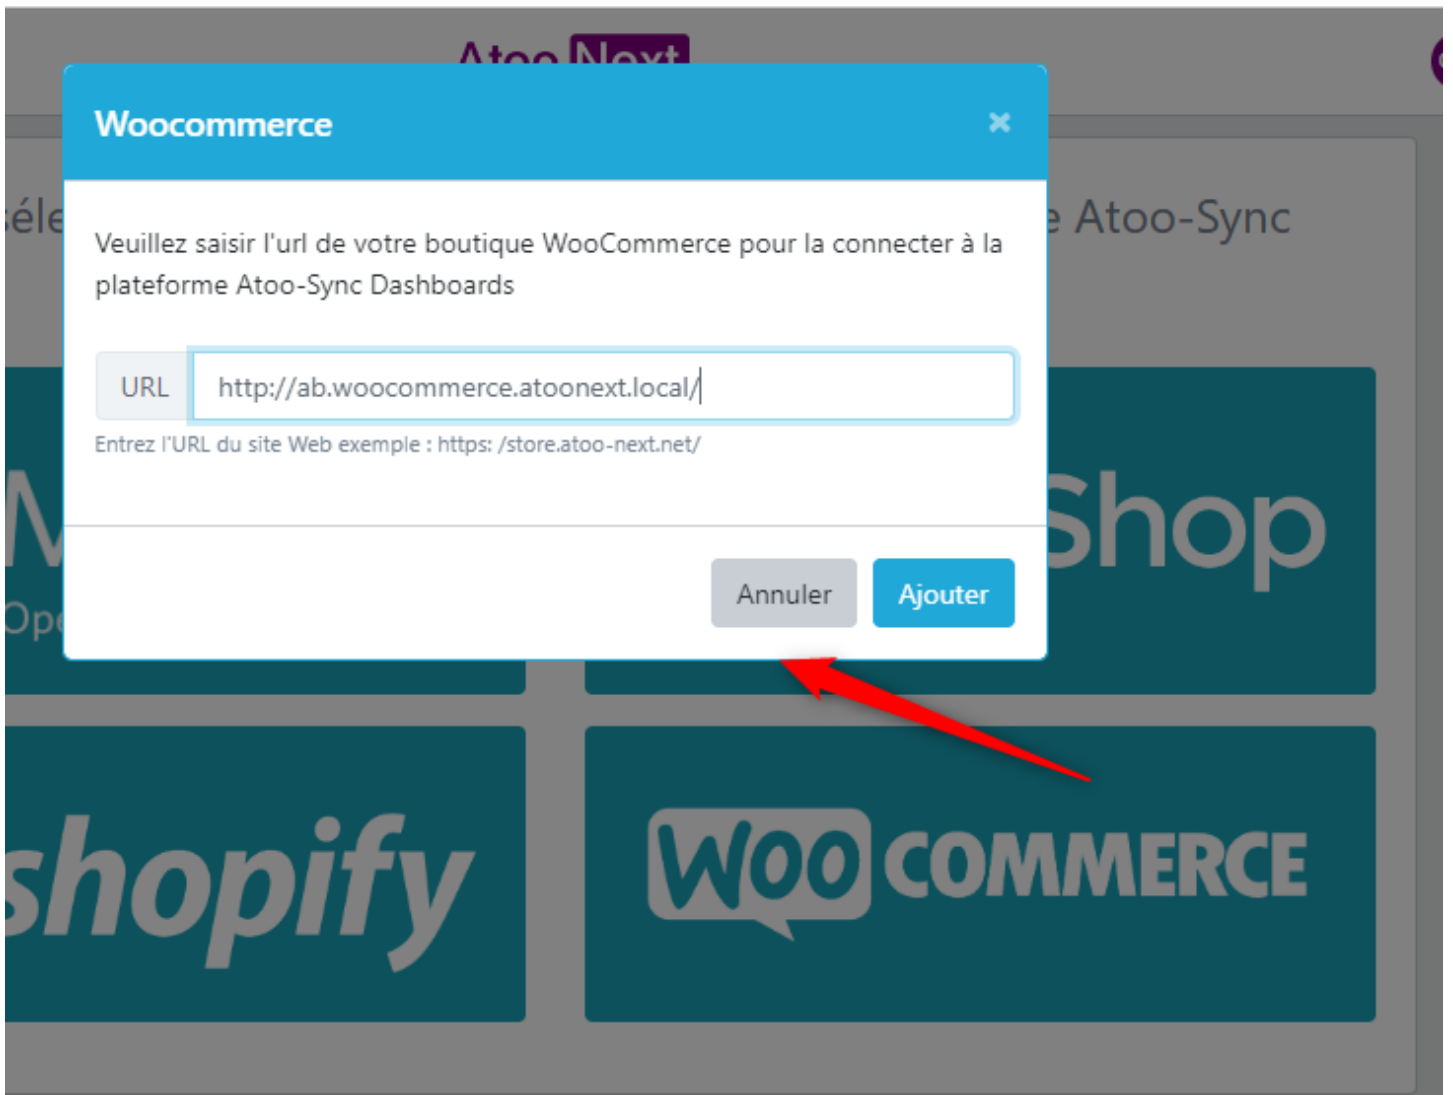 Atoo Next
Woocommerce
×
séle
e Atoo-Sync
Veuillez saisir l'url de votre boutique WooCommerce pour la connecter à la
plateforme Atoo-Sync Dashboards
URL http://ab.woocommerce.atoonext.local/
Entrez l'URL du site Web exemple : https: /store.atoo-next.net/
M
Shop
Ope
Annuler Ajouter
shopify
WOO COMMERCE